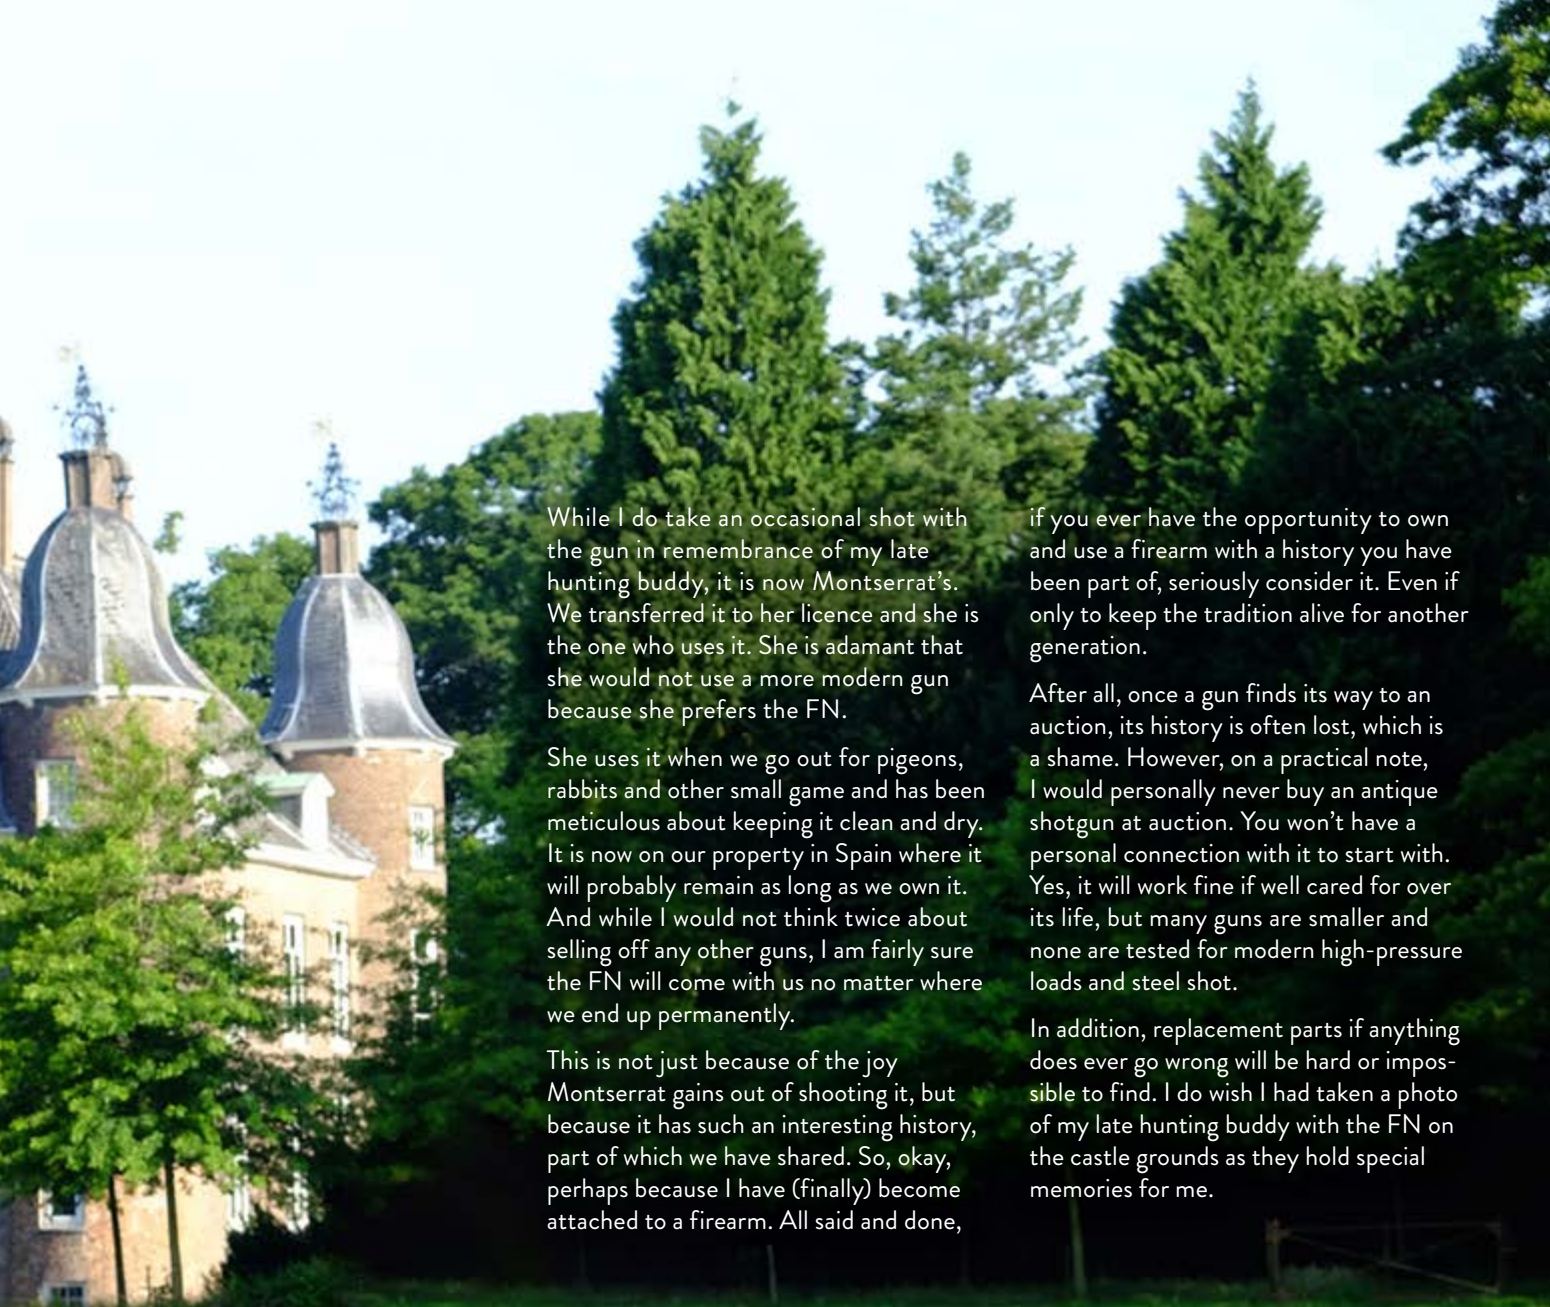 While I do take an occasional shot with
the gun in remembrance of my late
hunting buddy, it is now Montserrat’s.
We transferred it to her licence and she is
the one who uses it. She is adamant that
she would not use a more modern gun
because she prefers the FN.
She uses it when we go out for pigeons,
rabbits and other small game and has been
meticulous about keeping it clean and dry.
It is now on our property in Spain where it
will probably remain as long as we own it.
And while I would not think twice about
selling off any other guns, I am fairly sure
the FN will come with us no matter where
we end up permanently.
This is not just because of the joy
Montserrat gains out of shooting it, but
because it has such an interesting history,
part of which we have shared. So, okay,
perhaps because I have (finally) become
attached to a firearm. All said and done,
if you ever have the opportunity to own
and use a firearm with a history you have
been part of, seriously consider it. Even if
only to keep the tradition alive for another
generation.
After all, once a gun finds its way to an
auction, its history is often lost, which is
a shame. However, on a practical note,
I would personally never buy an antique
shotgun at auction. You won’t have a
personal connection with it to start with.
Yes, it will work fine if well cared for over
its life, but many guns are smaller and
none are tested for modern high-pressure
loads and steel shot.
In addition, replacement parts if anything
does ever go wrong will be hard or impos-
sible to find. I do wish I had taken a photo
of my late hunting buddy with the FN on
the castle grounds as they hold special
memories for me.